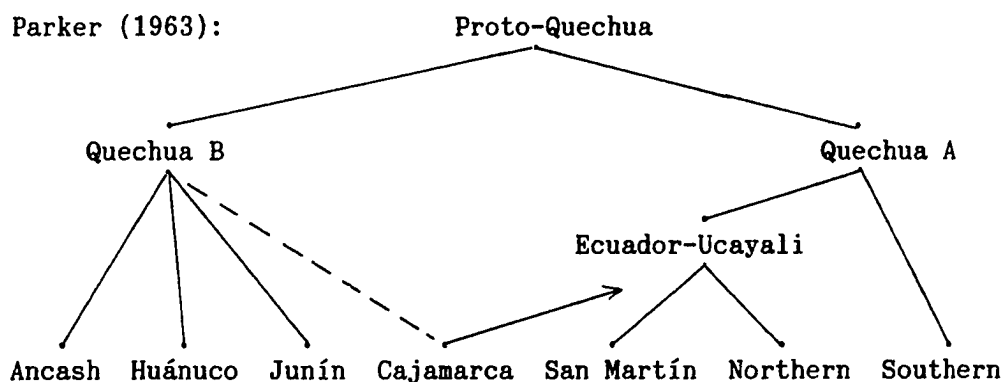 Parker (1963): Proto-Quechua
Quechua B Quechua A
Ecuador-Ucayali
Ancash Huánuco Junín Cajamarca San Martín Northern Southern